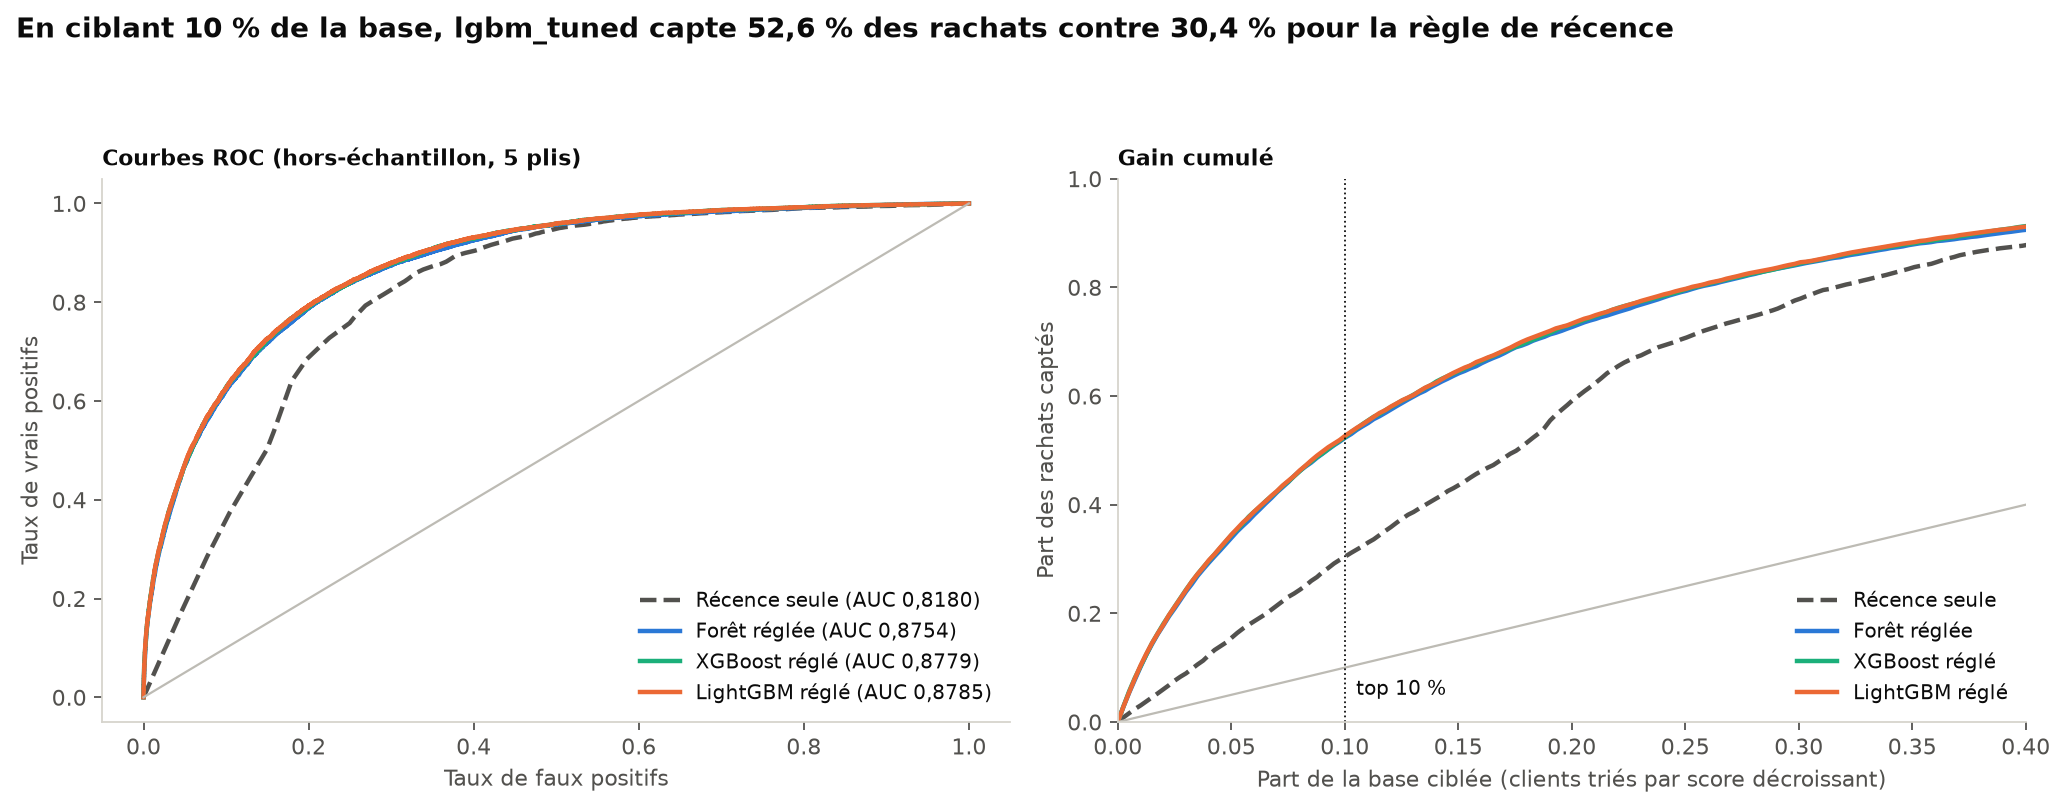 En ciblant 10 % de la base, lgbm_tuned capte 52,6 % des rachats contre 30,4 % pour la règle de récence
Courbes ROC (hors-échantillon, 5 plis)
Taux de vrais positifs
1.0
0.8
0.6
0.4
0.2
0.0
Récence seule (AUC 0,8180)
Forêt réglée (AUC 0,8754)
XGBoost réglé (AUC 0,8779)
LightGBM réglé (AUC 0,8785)
0.0 0.2 0.4 0.6 0.8 1.0
Taux de faux positifs
Gain cumulé
Part des rachats captés
1.0
0.8
0.6
0.4
0.2
0.0
top 10 %
Récence seule
Forêt réglée
XGBoost réglé
LightGBM réglé
0.00 0.05 0.10 0.15 0.20 0.25 0.30 0.35 0.40
Part de la base ciblée (clients triés par score décroissant)